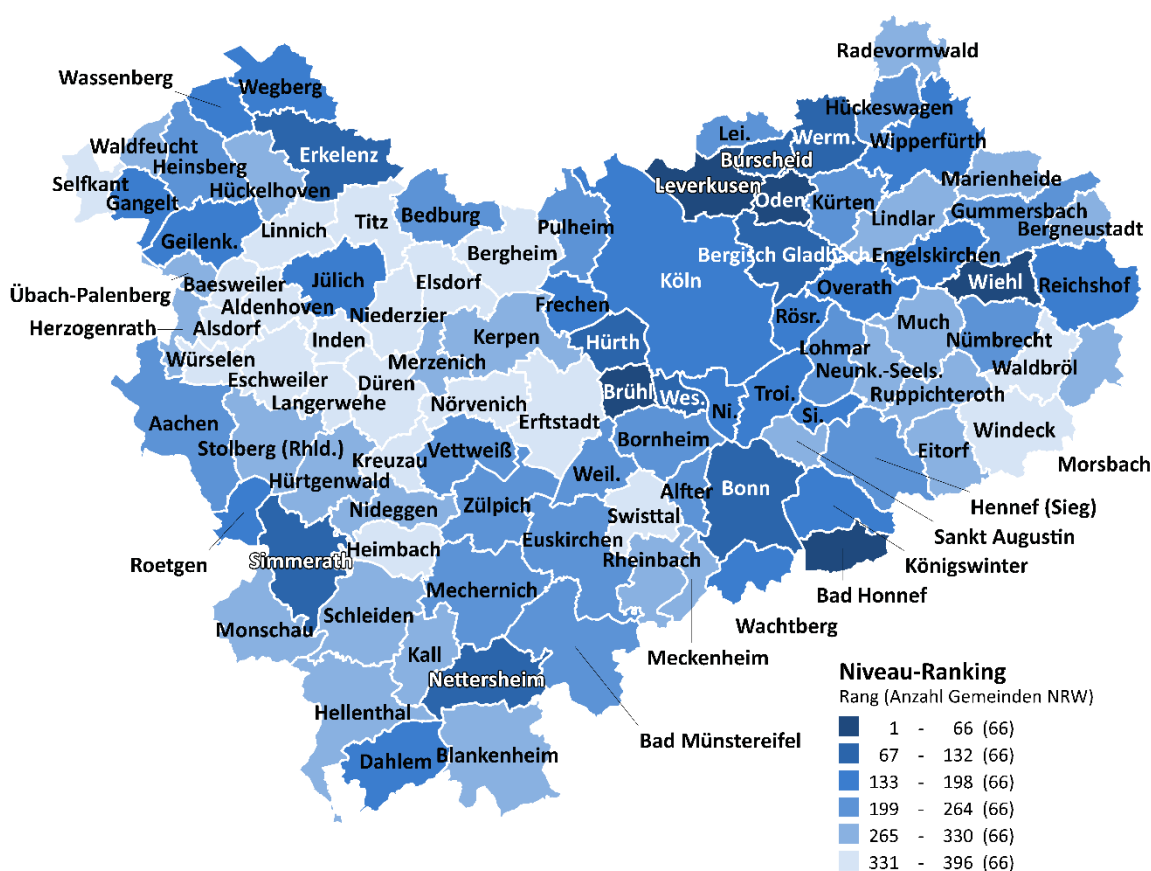 Radevormwald
Wassenberg
Wegberg
Hückeswagen
Lei.
Werm.
Wipperfürth
Waldfeucht
Erkelenz
Burscheid
Heinsberg
Selfkant
Hückelhoven
Leverkusen
Marienheide
Gangelt
Oden.
Kürten
Lindlar
Gummersbach
Titz
Bedburg
Pulheim
Bergneustadt
Linnich
Geilenk.
Bergheim
Bergisch Gladbach
Engelskirchen
Baesweiler
Jülich
Elsdorf
Köln
Wiehl
Reichshof
Übach-Palenberg
Aldenhoven
Frechen
Overath
Herzogenrath
Alsdorf
Niederzier
Rösr.
Much
Inden
Kerpen
Hürth
Nümbrecht
Würselen
Merzenich
Lohmar
Neunk.-Seels.
Waldbröl
Eschweiler
Düren
Brühl
Wes.
Ni.
Troi.
Ruppichteroth
Langerwehe
Nörvenich
Erftstadt
Si.
Aachen
Windeck
Stolberg (Rhld.)
Vettweiß
Bornheim
Eitorf
Kreuzau
Morsbach
Hürtgenwald
Weil.
Bonn
Nideggen
Zülpich
Alfter
Hennef (Sieg)
Swisttal
Sankt Augustin
Heimbach
Euskirchen
Roetgen
Simmerath
Rheinbach
Königswinter
Mechernich
Bad Honnef
Schleiden
Monschau
Wachtberg
Kall
Meckenheim
Nettersheim
Hellenthal
Bad Münstereifel
Blankenheim
Dahlem
Niveau-Ranking
Rang (Anzahl Gemeinden NRW)
1 - 66 (66)
67 - 132 (66)
133 - 198 (66)
199 - 264 (66)
265 - 330 (66)
331 - 396 (66)